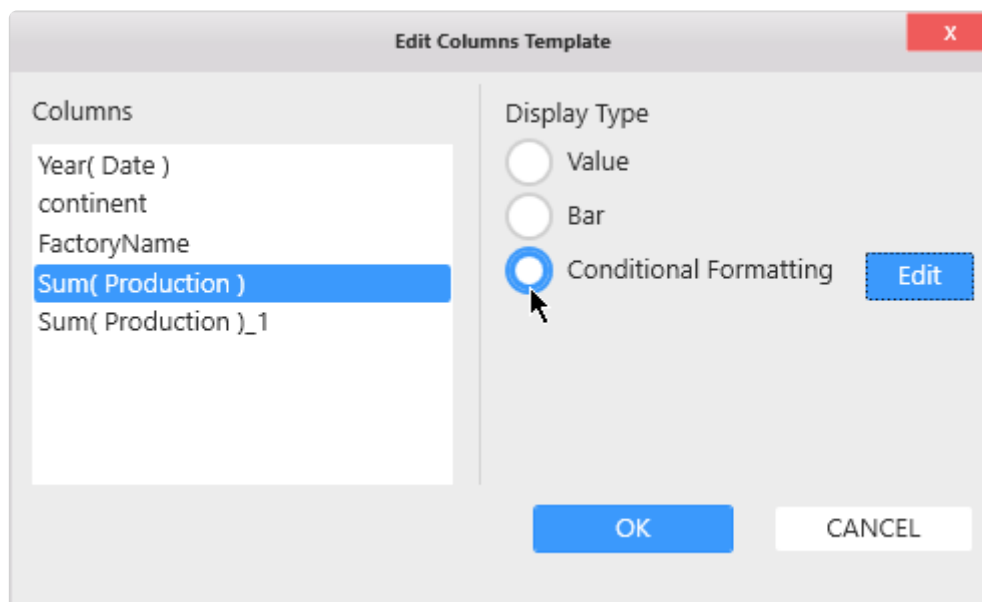 Edit Columns Template
X
Columns
Year( Date )
continent
FactoryName
Sum( Production )
Sum( Production )_1
Display Type
Value
Bar
Conditional Formatting
Edit
OK
CANCEL